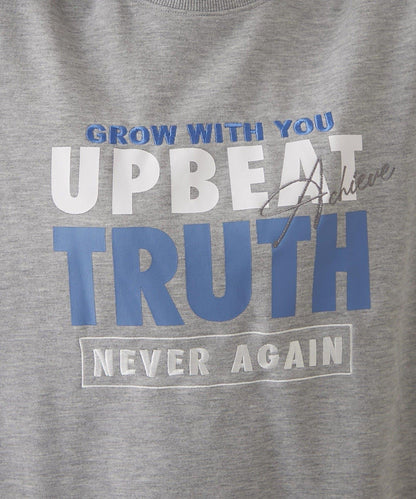 GROW WITH YOU
UPBEAT
Achieve
TRUTH
NEVER AGAIN